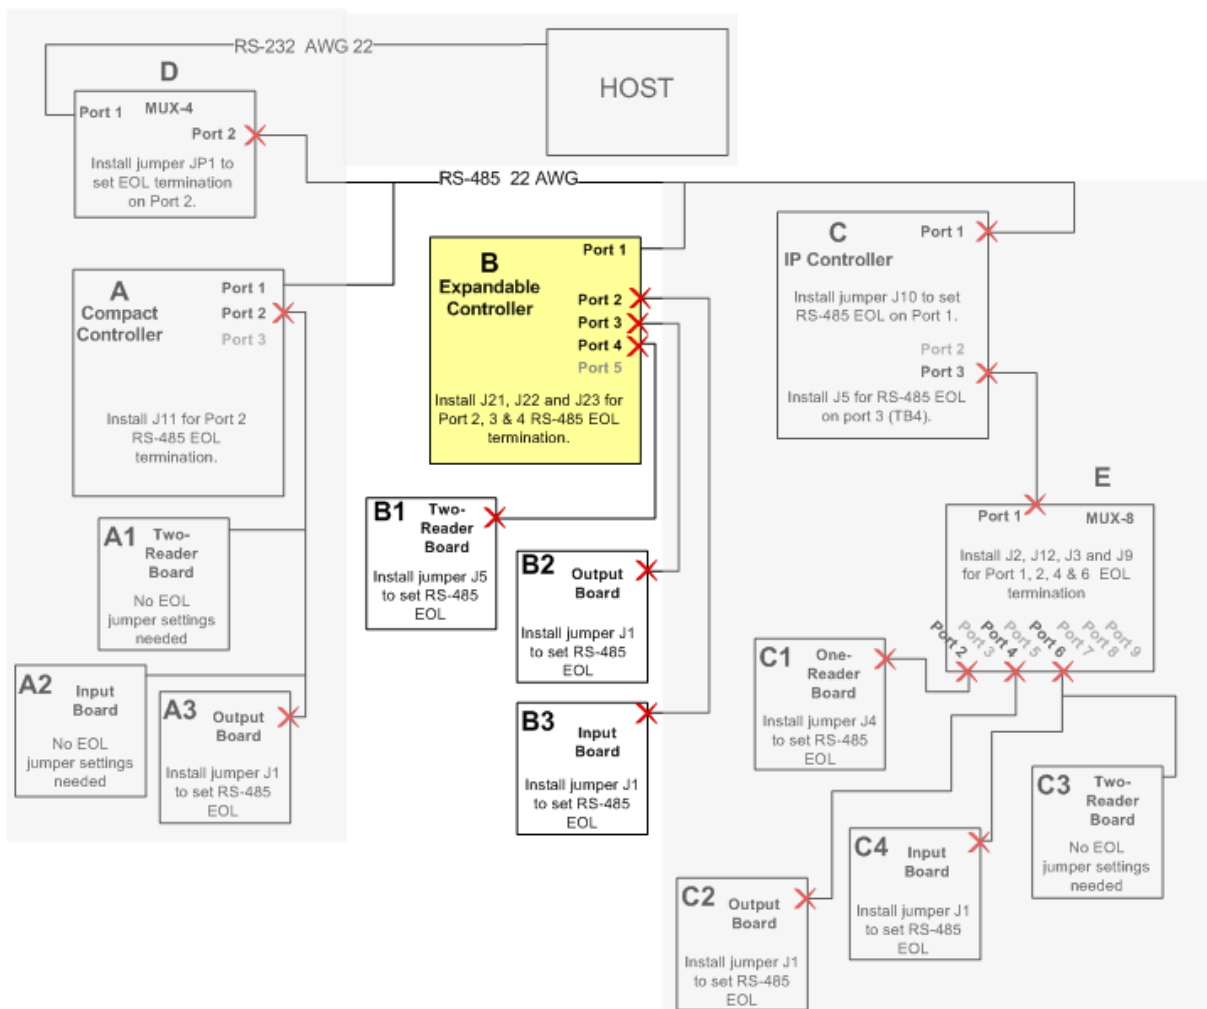 RS-232  AWG 22
HOST
D
MUX-4
Port 1
Port 2
Install jumper JP1 to
set EOL termination
on Port 2.
RS-485  22 AWG
A
Compact
Controller
Port 1
Port 2
Port 3
Install J11 for Port 2
RS-485 EOL
termination.
A1
Two-
Reader
Board
No EOL
jumper settings
needed
A2
Input
Board
No EOL
jumper settings
needed
A3
Output
Board
Install jumper J1
to set RS-485
EOL
B
Expandable
Controller
Port 1
Port 2
Port 3
Port 4
Port 5
Install J21, J22 and J23 for
Port 2, 3 & 4 RS-485 EOL
termination.
B1
Two-
Reader
Board
Install jumper J5
to set RS-485
EOL
B2
Output
Board
Install jumper J1
to set RS-485
EOL
B3
Input
Board
Install jumper J1
to set RS-485
EOL
C
IP Controller
Port 1
Install jumper J10 to set
RS-485 EOL on Port 1.
Port 2
Port 3
Install J5 for RS-485 EOL
on port 3 (TB4).
E
Port 1
MUX-8
Install J2, J12, J3 and J9
for Port 1, 2, 4 & 6  EOL
termination
Port 2
Port 3
Port 4
Port 5
Port 6
Port 7
Port 8
Port 9
C1
One-
Reader
Board
Install jumper J4
to set RS-485
EOL
C2
Output
Board
Install jumper J1
to set RS-485
EOL
C4
Input
Board
Install jumper J1
to set RS-485
EOL
C3
Two-
Reader
Board
No EOL
jumper settings
needed